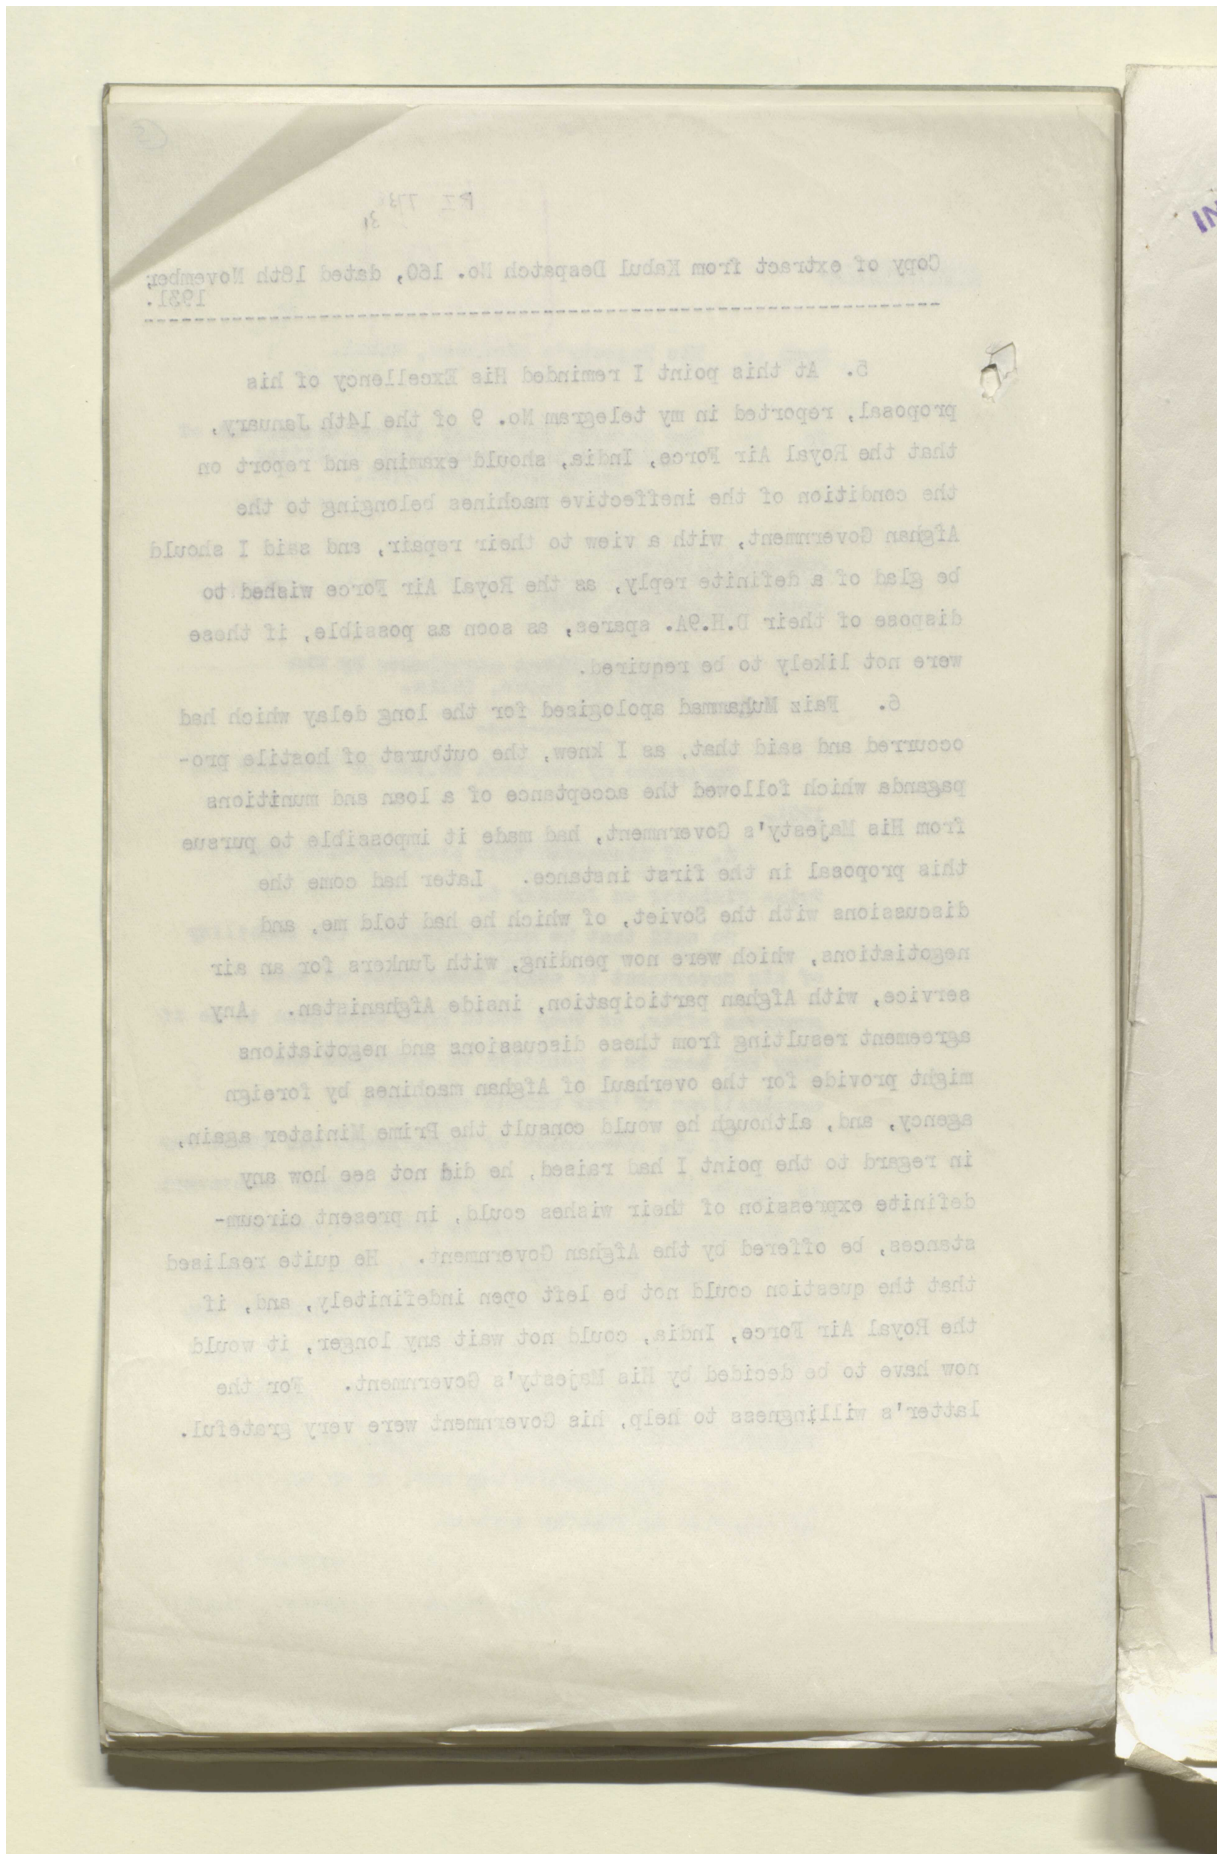 Copy of extract from Kabul Despatch No. 160, dated 18th November,
1931.
5. At this point I reminded His Excellency of his
proposal, reported in my telegram No. 9 of the 14th January,
that the Royal Air Force, India, should examine and report on
the condition of the ineffective machines belonging to the
Afghan Government, with a view to their repair, and said I should
be glad of a definite reply, as the Royal Air Force wished to
dispose of their D.H.9A. spares, as soon as possible, if these
were not likely to be required.
6. Faiz Muhammad apologised for the long delay which had
occurred and said that, as I knew, the outburst of hostile pro-
paganda which followed the acceptance of a loan and munitions
from His Majesty's Government, had made it impossible to pursue
this proposal in the first instance. Later had come the
discussions with the Soviet, of which he had told me, and
negotiations, which were now pending, with Junkers for an air
service, with Afghan participation, inside Afghanistan. Any
agreement resulting from these discussions and negotiations
might provide for the overhaul of Afghan machines by foreign
agency, and, although he would consult the Prime Minister again,
in regard to the point I had raised, he did not see how any
definite expression of their wishes could, in present circum-
stances, be offered by the Afghan Government. He quite realised
that the question could not be left open indefinitely, and, if
the Royal Air Force, India, could not wait any longer, it would
now have to be decided by His Majesty's Government. For the
latter's willingness to help, his Government were very grateful.
IN